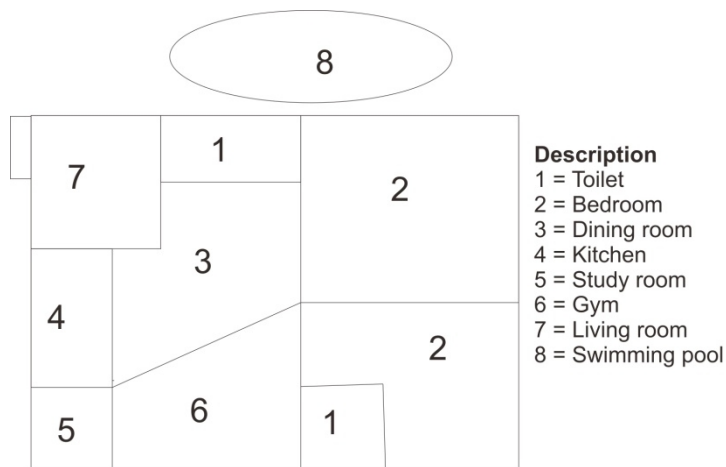 8
7
1
2
3
4
2
6
5
1
Description
1 = Toilet
2 = Bedroom
3 = Dining room
4 = Kitchen
5 = Study room
6 = Gym
7 = Living room
8 = Swimming pool